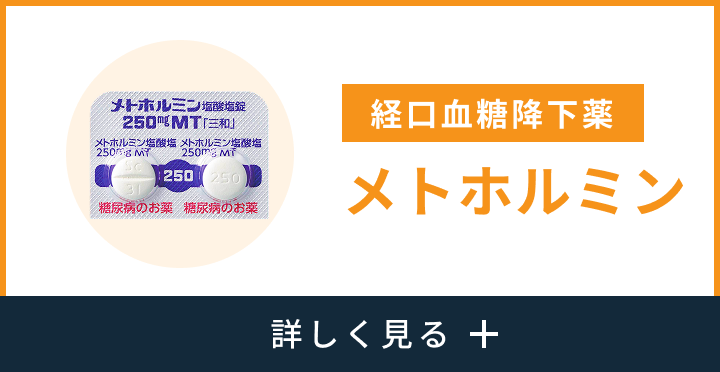 メトホルミン塩酸塩錠
250mg MT「三和」
メトホルミン塩酸塩 メトホルミン塩酸塩
250mg MT 250mg MT
250
250
糖尿病のお薬 糖尿病のお薬
経口血糖降下薬
メトホルミン
詳しく見る